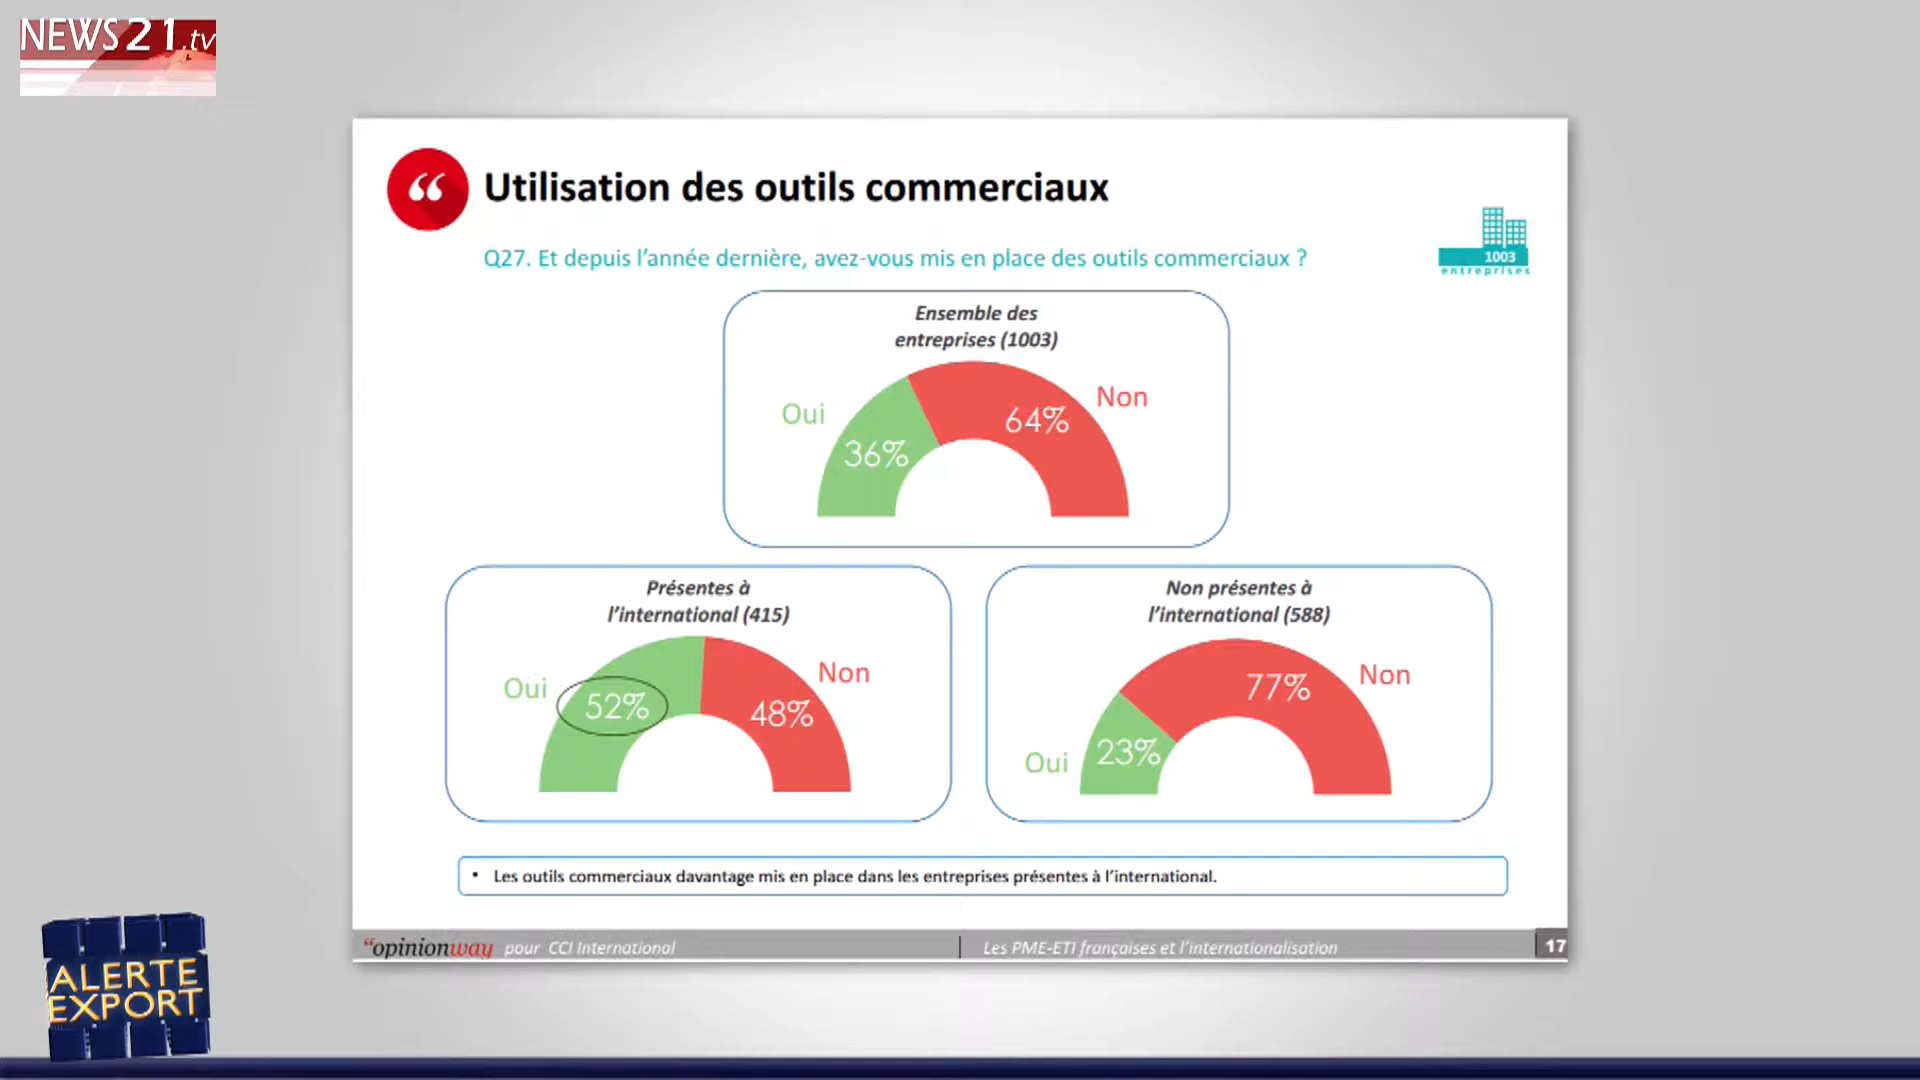 NEWS 21.tv
“ Utilisation des outils commerciaux
Q27. Et depuis l'année dernière, avez-vous mis en place des outils commerciaux ?
1003
entreprises
Ensemble des
entreprises (1003)
Oui
36%
64%
Non
Présentes à
l'international (415)
Oui
52%
48%
Non
Non présentes à
l'international (588)
Oui
23%
77%
Non
• Les outils commerciaux davantage mis en place dans les entreprises présentes à l'international.
“opinionway pour CCI International
Les PME-ETI françaises et l'internationalisation
17
ALERTE
EXPORT